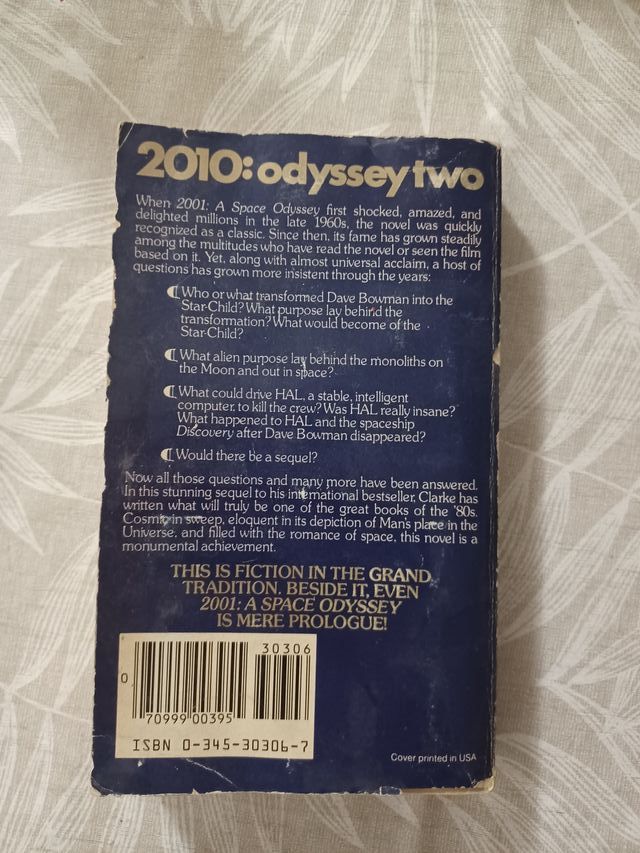 2010: odyssey two
When 2001: A Space Odyssey first shocked, amazed, and
delighted millions in the late 1960s, the novel was quickly
recognized as a classic. Since then, its fame has grown steadily
among the multitudes who have read the novel or seen the film
based on it. Yet, along with almost universal acclaim, a host of
questions has grown more insistent through the years:
¶ Who or what transformed Dave Bowman into the
Star-Child? What purpose lay behind the
transformation? What would become of the
Star-Child?
¶ What alien purpose lay behind the monoliths on
the Moon and out in space?
¶ What could drive HAL, a stable, intelligent
computer, to kill the crew? Was HAL really insane?
What happened to HAL and the spaceship
Discovery after Dave Bowman disappeared?
¶ Would there be a sequel?
Now all those questions and many more have been answered.
In this stunning sequel to his international bestseller, Clarke has
written what will truly be one of the great books of the '80s.
Cosmic in sweep, eloquent in its depiction of Man's place in the
Universe, and filled with the romance of space, this novel is a
monumental achievement.
THIS IS FICTION IN THE GRAND
TRADITION. BESIDE IT, EVEN
2001: A SPACE ODYSSEY
IS MERE PROLOGUE!
30306
0
70999 00395
ISBN 0-345-30306-7
Cover printed in USA